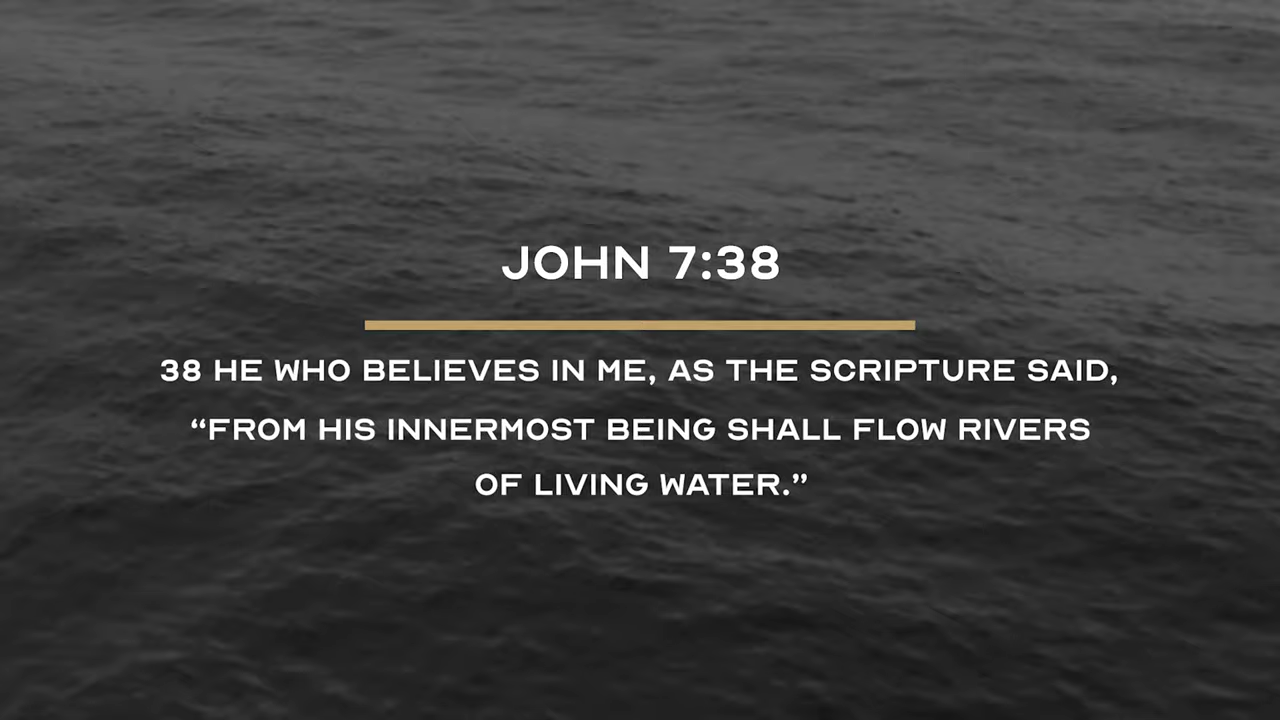 JOHN 7:38
38 HE WHO BELIEVES IN ME, AS THE SCRIPTURE SAID,
“FROM HIS INNERMOST BEING SHALL FLOW RIVERS
OF LIVING WATER.”